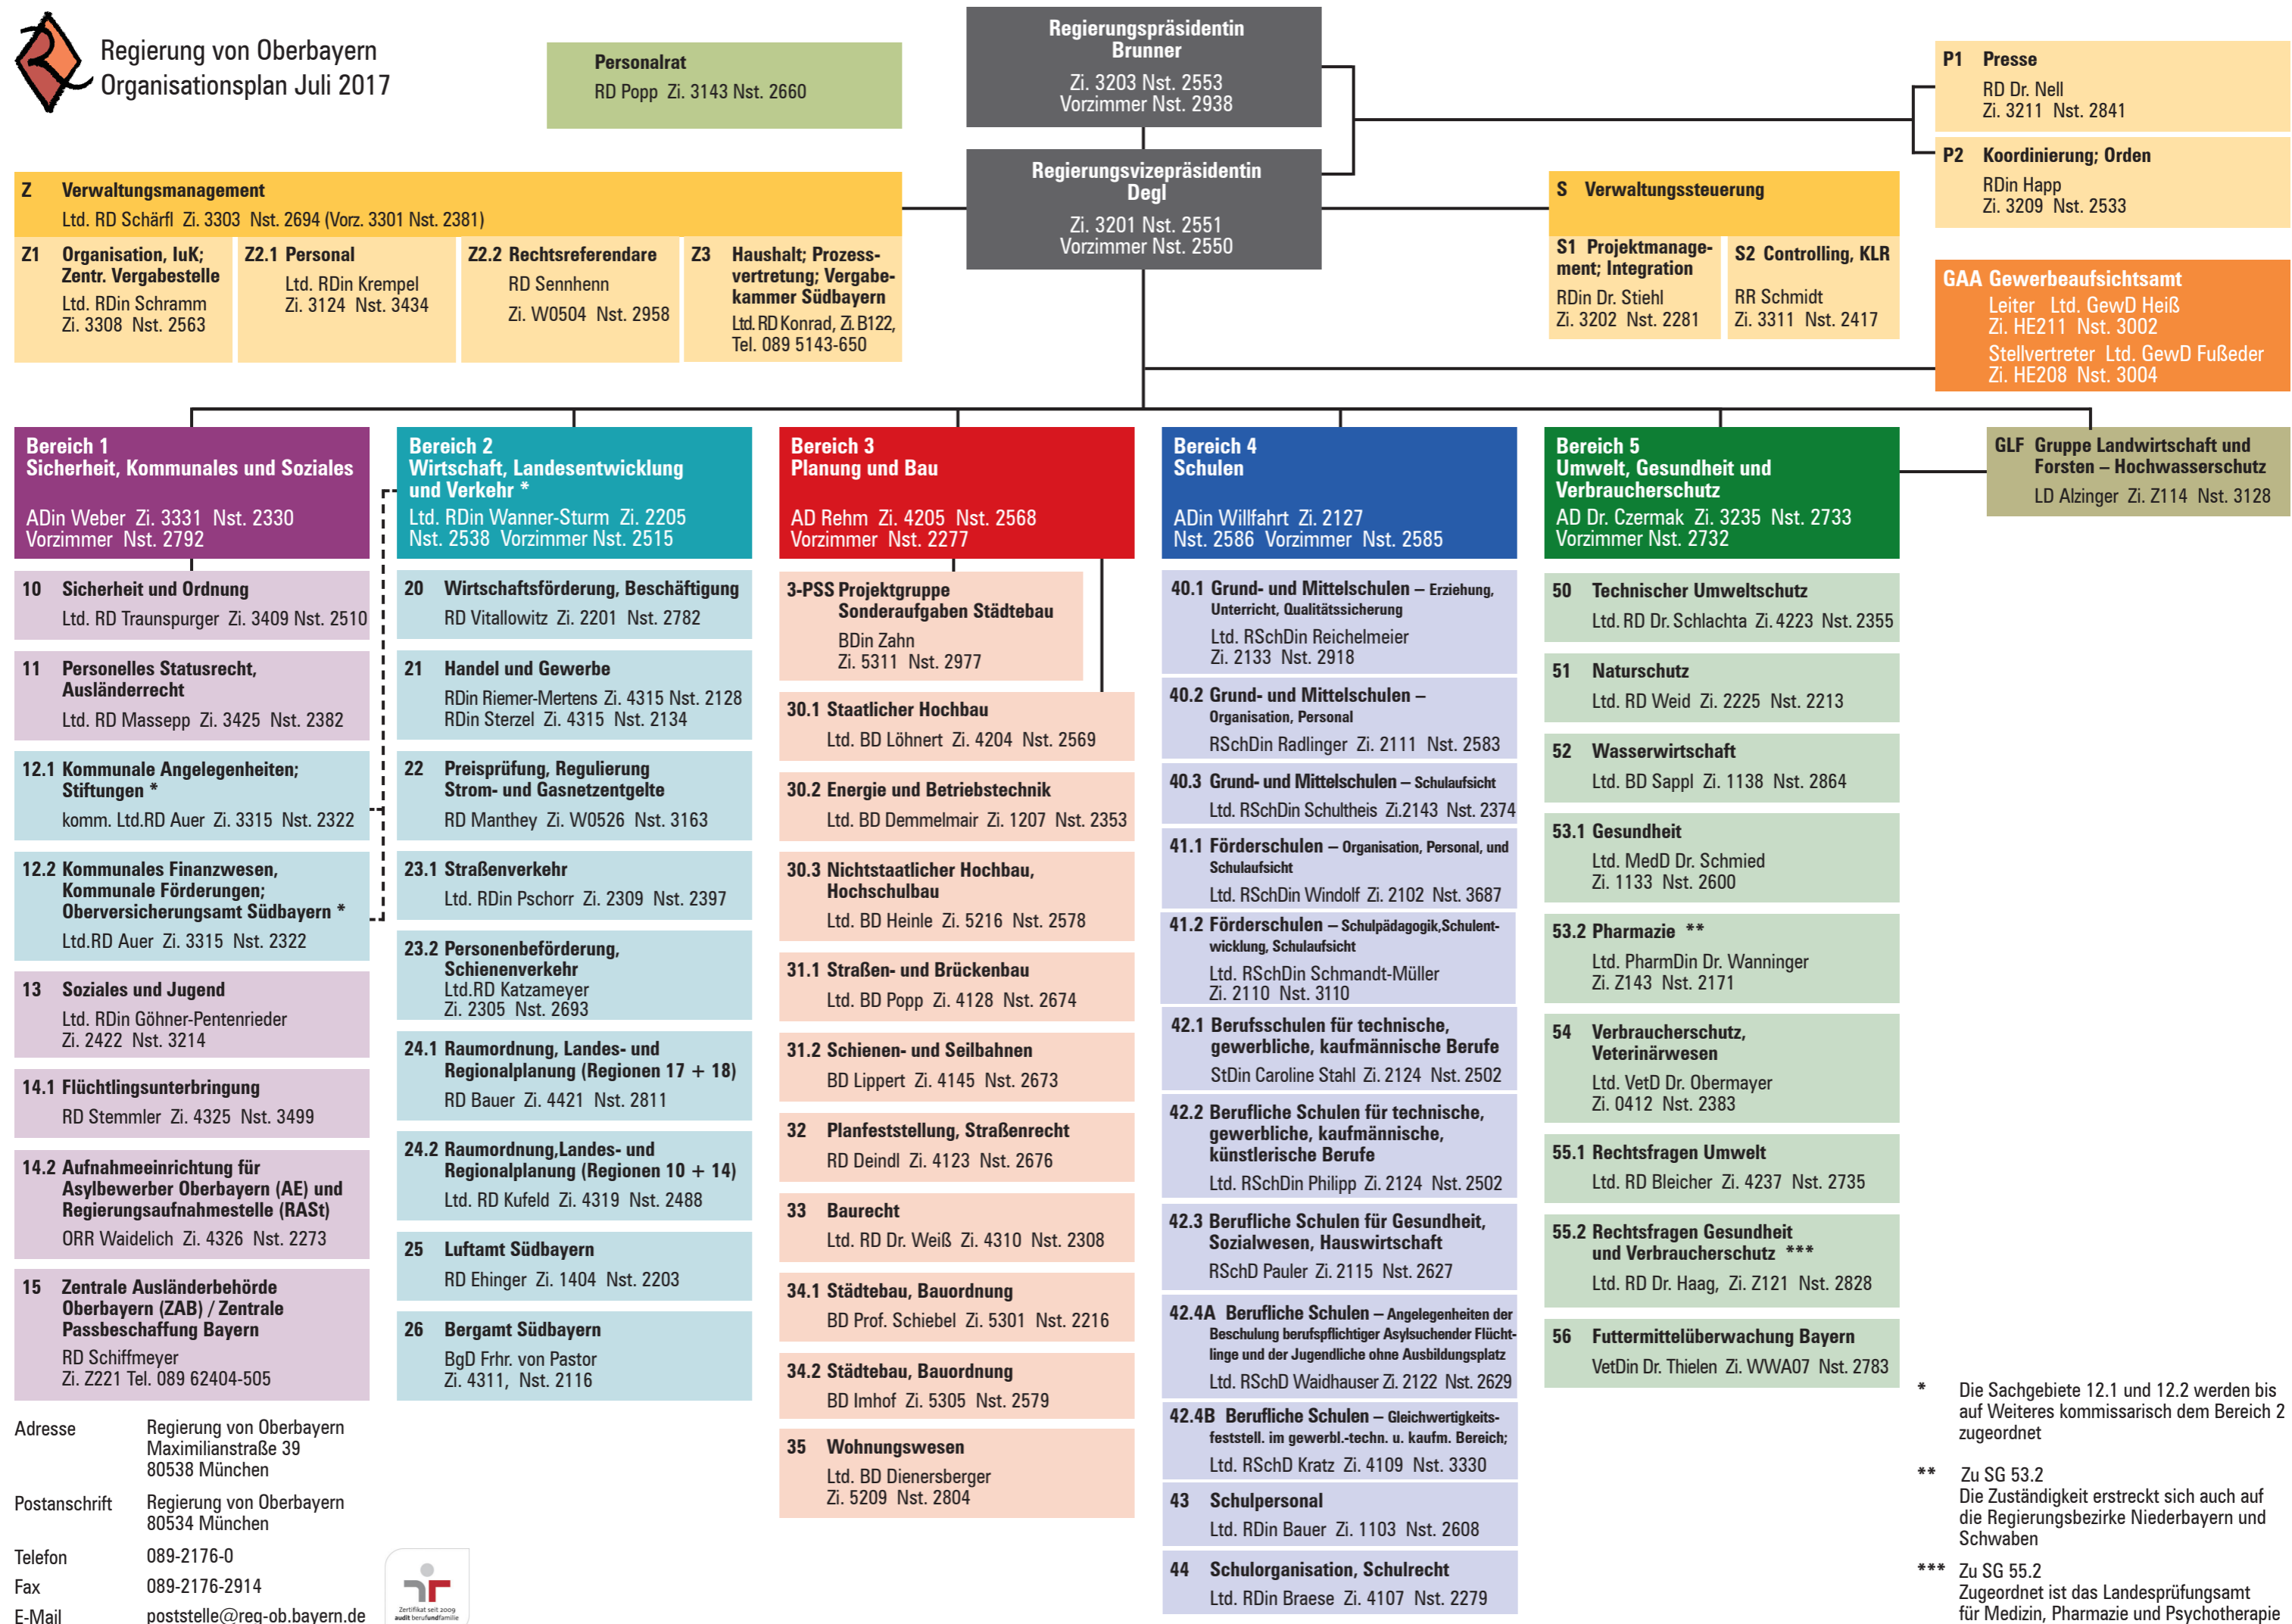 Regierung von Oberbayern
Organisationsplan Juli 2017
Personalrat
RD Popp Zi. 3143 Nst. 2660
Regierungspräsidentin
Brunner
Zi. 3203 Nst. 2553
Vorzimmer Nst. 2938
Regierungsvizepräsidentin
Degl
Zi. 3201 Nst. 2551
Vorzimmer Nst. 2550
P1 Presse
RD Dr. Nell
Zi. 3211 Nst. 2841
P2 Koordinierung; Orden
RDin Happ
Zi. 3209 Nst. 2533
Z Verwaltungsmanagement
Ltd. RD Schärfl Zi. 3303 Nst. 2694 (Vorz. 3301 Nst. 2381)
Z1 Organisation, IuK;
Zentr. Vergabestelle
Ltd. RDin Schramm
Zi. 3308 Nst. 2563
Z2.1 Personal
Ltd. RDin Krempel
Zi. 3124 Nst. 3434
Z2.2 Rechtsreferendare
RD Sennhenn
Zi. W0504 Nst. 2958
Z3 Haushalt; Prozess-
vertretung; Vergabe-
kammer Südbayern
Ltd. RD Konrad, Zi. B122,
Tel. 089 5143-650
S Verwaltungssteuerung
S1 Projektmanage-
ment; Integration
RDin Dr. Stiehl
Zi. 3202 Nst. 2281
S2 Controlling, KLR
RR Schmidt
Zi. 3311 Nst. 2417
GAA Gewerbeaufsichtsamt
Leiter Ltd. GewD Heiß
Zi. HE211 Nst. 3002
Stellvertreter Ltd. GewD Fußeder
Zi. HE208 Nst. 3004
Bereich 1
Sicherheit, Kommunales und Soziales
ADin Weber Zi. 3331 Nst. 2330
Vorzimmer Nst. 2792
10 Sicherheit und Ordnung
Ltd. RD Traunspurger Zi. 3409 Nst. 2510
11 Personelles Statusrecht,
Ausländerrecht
Ltd. RD Massepp Zi. 3425 Nst. 2382
12.1 Kommunale Angelegenheiten;
Stiftungen *
komm. Ltd.RD Auer Zi. 3315 Nst. 2322
12.2 Kommunales Finanzwesen,
Kommunale Förderungen;
Oberversicherungsamt Südbayern *
Ltd.RD Auer Zi. 3315 Nst. 2322
13 Soziales und Jugend
Ltd. RDin Göhner-Pentenrieder
Zi. 2422 Nst. 3214
14.1 Flüchtlingsunterbringung
RD Stemmler Zi. 4325 Nst. 3499
14.2 Aufnahmeeinrichtung für
Asylbewerber Oberbayern (AE) und
Regierungsaufnahmestelle (RASt)
ORR Waidelich Zi. 4326 Nst. 2273
15 Zentrale Ausländerbehörde
Oberbayern (ZAB) / Zentrale
Passbeschaffung Bayern
RD Schiffmeyer
Zi. Z221 Tel. 089 62404-505
Bereich 2
Wirtschaft, Landesentwicklung
und Verkehr *
Ltd. RDin Wanner-Sturm Zi. 2205
Nst. 2538 Vorzimmer Nst. 2515
20 Wirtschaftsförderung, Beschäftigung
RD Vitallowitz Zi. 2201 Nst. 2782
21 Handel und Gewerbe
RDin Riemer-Mertens Zi. 4315 Nst. 2128
RDin Sterzel Zi. 4315 Nst. 2134
22 Preisprüfung, Regulierung
Strom- und Gasnetzentgelte
RD Manthey Zi. W0526 Nst. 3163
23.1 Straßenverkehr
Ltd. RDin Pschorr Zi. 2309 Nst. 2397
23.2 Personenbeförderung,
Schienenverkehr
Ltd.RD Katzameyer
Zi. 2305 Nst. 2693
24.1 Raumordnung, Landes- und
Regionalplanung (Regionen 17 + 18)
RD Bauer Zi. 4421 Nst. 2811
24.2 Raumordnung,Landes- und
Regionalplanung (Regionen 10 + 14)
Ltd. RD Kufeld Zi. 4319 Nst. 2488
25 Luftamt Südbayern
RD Ehinger Zi. 1404 Nst. 2203
26 Bergamt Südbayern
BgD Frhr. von Pastor
Zi. 4311, Nst. 2116
Bereich 3
Planung und Bau
AD Rehm Zi. 4205 Nst. 2568
Vorzimmer Nst. 2277
3-PSS Projektgruppe
Sonderaufgaben Städtebau
BDin Zahn
Zi. 5311 Nst. 2977
30.1 Staatlicher Hochbau
Ltd. BD Löhnert Zi. 4204 Nst. 2569
30.2 Energie und Betriebstechnik
Ltd. BD Demmelmair Zi. 1207 Nst. 2353
30.3 Nichtstaatlicher Hochbau,
Hochschulbau
Ltd. BD Heinle Zi. 5216 Nst. 2578
31.1 Straßen- und Brückenbau
Ltd. BD Popp Zi. 4128 Nst. 2674
31.2 Schienen- und Seilbahnen
BD Lippert Zi. 4145 Nst. 2673
32 Planfeststellung, Straßenrecht
RD Deindl Zi. 4123 Nst. 2676
33 Baurecht
Ltd. RD Dr. Weiß Zi. 4310 Nst. 2308
34.1 Städtebau, Bauordnung
BD Prof. Schiebel Zi. 5301 Nst. 2216
34.2 Städtebau, Bauordnung
BD Imhof Zi. 5305 Nst. 2579
35 Wohnungswesen
Ltd. BD Dienersberger
Zi. 5209 Nst. 2804
Bereich 4
Schulen
ADin Willfahrt Zi. 2127
Nst. 2586 Vorzimmer Nst. 2585
40.1 Grund- und Mittelschulen – Erziehung,
Unterricht, Qualitätssicherung
Ltd. RSchDin Reichelmeier
Zi. 2133 Nst. 2918
40.2 Grund- und Mittelschulen –
Organisation, Personal
RSchDin Radlinger Zi. 2111 Nst. 2583
40.3 Grund- und Mittelschulen – Schulaufsicht
Ltd. RSchDin Schultheis Zi.2143 Nst. 2374
41.1 Förderschulen – Organisation, Personal, und
Schulaufsicht
Ltd. RSchDin Windolf Zi. 2102 Nst. 3687
41.2 Förderschulen – Schulpädagogik,Schulent-
wicklung, Schulaufsicht
Ltd. RSchDin Schmandt-Müller
Zi. 2110 Nst. 3110
42.1 Berufsschulen für technische,
gewerbliche, kaufmännische Berufe
StDin Caroline Stahl Zi. 2124 Nst. 2502
42.2 Berufliche Schulen für technische,
gewerbliche, kaufmännische,
künstlerische Berufe
Ltd. RSchDin Philipp Zi. 2124 Nst. 2502
42.3 Berufliche Schulen für Gesundheit,
Sozialwesen, Hauswirtschaft
RSchD Pauler Zi. 2115 Nst. 2627
42.4A Berufliche Schulen – Angelegenheiten der
Beschulung berufspflichtiger Asylsuchender Flücht-
linge und der Jugendliche ohne Ausbildungsplatz
Ltd. RSchD Waidhauser Zi. 2122 Nst. 2629
42.4B Berufliche Schulen – Gleichwertigkeits-
feststell. im gewerbl.-techn. u. kaufm. Bereich;
Ltd. RSchD Kratz Zi. 4109 Nst. 3330
43 Schulpersonal
Ltd. RDin Bauer Zi. 1103 Nst. 2608
44 Schulorganisation, Schulrecht
Ltd. RDin Braese Zi. 4107 Nst. 2279
Bereich 5
Umwelt, Gesundheit und
Verbraucherschutz
AD Dr. Czermak Zi. 3235 Nst. 2733
Vorzimmer Nst. 2732
50 Technischer Umweltschutz
Ltd. RD Dr. Schlachta Zi. 4223 Nst. 2355
51 Naturschutz
Ltd. RD Weid Zi. 2225 Nst. 2213
52 Wasserwirtschaft
Ltd. BD Sappl Zi. 1138 Nst. 2864
53.1 Gesundheit
Ltd. MedD Dr. Schmied
Zi. 1133 Nst. 2600
53.2 Pharmazie **
Ltd. PharmDin Dr. Wanninger
Zi. Z143 Nst. 2171
54 Verbraucherschutz,
Veterinärwesen
Ltd. VetD Dr. Obermayer
Zi. 0412 Nst. 2383
55.1 Rechtsfragen Umwelt
Ltd. RD Bleicher Zi. 4237 Nst. 2735
55.2 Rechtsfragen Gesundheit
und Verbraucherschutz ***
Ltd. RD Dr. Haag, Zi. Z121 Nst. 2828
56 Futtermittelüberwachung Bayern
VetDin Dr. Thielen Zi. WWA07 Nst. 2783
GLF Gruppe Landwirtschaft und
Forsten – Hochwasserschutz
LD Alzinger Zi. Z114 Nst. 3128
* Die Sachgebiete 12.1 und 12.2 werden bis
auf Weiteres kommissarisch dem Bereich 2
zugeordnet
** Zu SG 53.2
Die Zuständigkeit erstreckt sich auch auf
die Regierungsbezirke Niederbayern und
Schwaben
*** Zu SG 55.2
Zugeordnet ist das Landesprüfungsamt
für Medizin, Pharmazie und Psychotherapie
Adresse Regierung von Oberbayern
Maximilianstraße 39
80538 München
Postanschrift Regierung von Oberbayern
80534 München
Telefon 089-2176-0
Fax 089-2176-2914
E-Mail poststelle@reg-ob.bayern.de
Zertifikat seit 2009
audit berufundfamilie